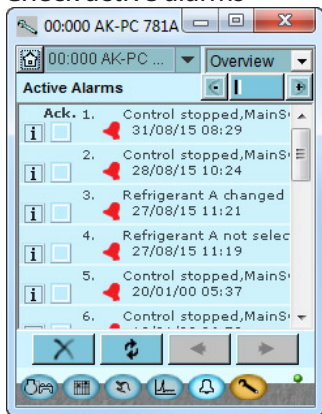 Check active alarms
00:000 AK-PC 781A
00:000 AK-PC ...
Overview
Active Alarms
Ack.
1. Control stopped,MainS
31/08/15 08:29
2. Control stopped,MainS
28/08/15 10:24
3. Refrigerant A changed
27/08/15 11:21
4. Refrigerant A not selec
27/08/15 11:19
5. Control stopped,MainS
20/01/00 05:37
6. Control stopped,MainS